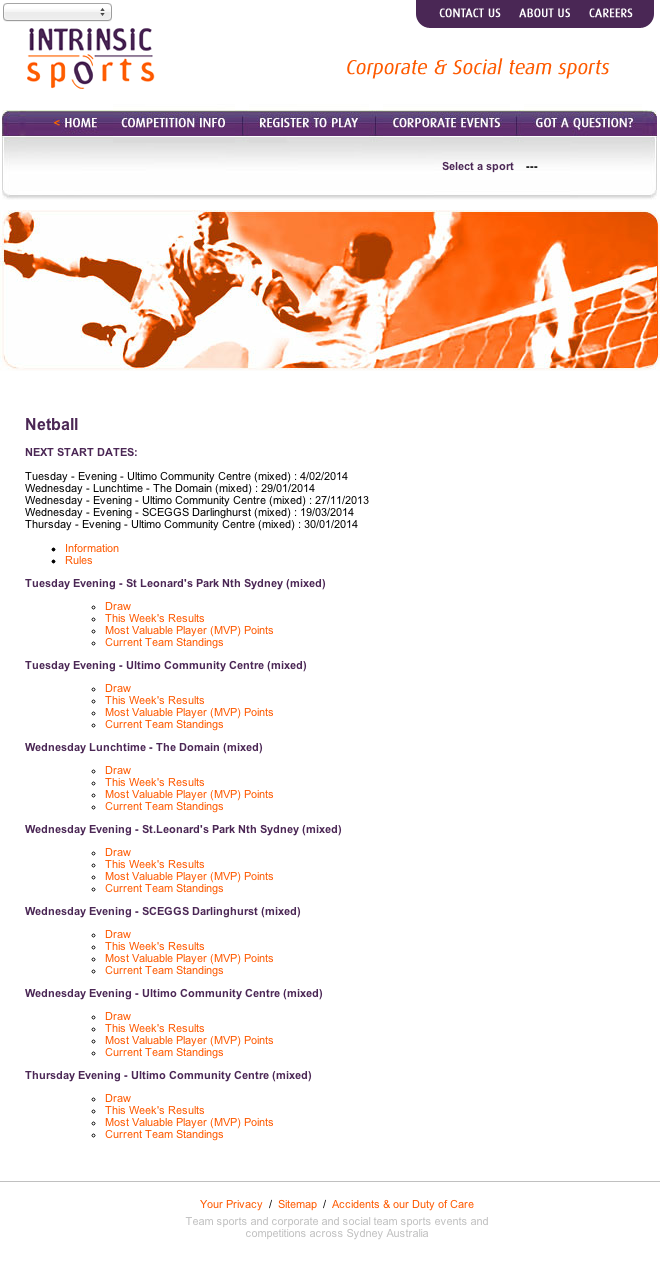 CONTACT US ABOUT US CAREERS
INTRINSIC
sports
Corporate & Social team sports
< HOME COMPETITION INFO REGISTER TO PLAY CORPORATE EVENTS GOT A QUESTION?
Select a sport ---
Netball
NEXT START DATES:
Tuesday - Evening - Ultimo Community Centre (mixed) : 4/02/2014
Wednesday - Lunchtime - The Domain (mixed) : 29/01/2014
Wednesday - Evening - Ultimo Community Centre (mixed) : 27/11/2013
Wednesday - Evening - SCEGGS Darlinghurst (mixed) : 19/03/2014
Thursday - Evening - Ultimo Community Centre (mixed) : 30/01/2014
Information
Rules
Tuesday Evening - St Leonard's Park Nth Sydney (mixed)
Draw
This Week's Results
Most Valuable Player (MVP) Points
Current Team Standings
Tuesday Evening - Ultimo Community Centre (mixed)
Draw
This Week's Results
Most Valuable Player (MVP) Points
Current Team Standings
Wednesday Lunchtime - The Domain (mixed)
Draw
This Week's Results
Most Valuable Player (MVP) Points
Current Team Standings
Wednesday Evening - St.Leonard's Park Nth Sydney (mixed)
Draw
This Week's Results
Most Valuable Player (MVP) Points
Current Team Standings
Wednesday Evening - SCEGGS Darlinghurst (mixed)
Draw
This Week's Results
Most Valuable Player (MVP) Points
Current Team Standings
Wednesday Evening - Ultimo Community Centre (mixed)
Draw
This Week's Results
Most Valuable Player (MVP) Points
Current Team Standings
Thursday Evening - Ultimo Community Centre (mixed)
Draw
This Week's Results
Most Valuable Player (MVP) Points
Current Team Standings
Your Privacy / Sitemap / Accidents & our Duty of Care
Team sports and corporate and social team sports events and
competitions across Sydney Australia